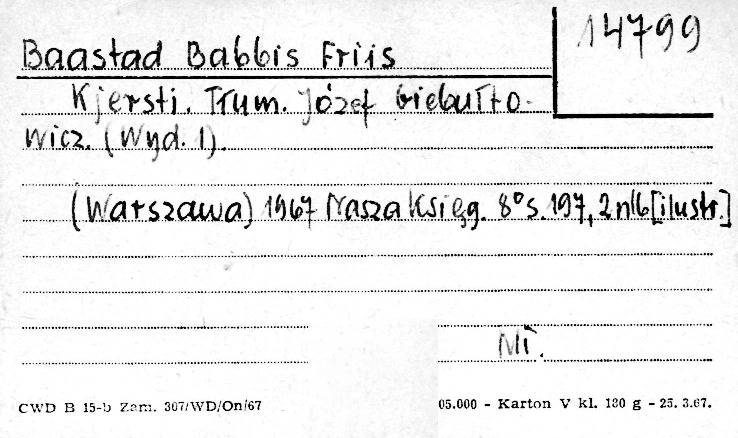 14799
Baastad Babbis Friis
Kjersti. Tłum. Józef Giebułto-
wicz. (Wyd. 1).
(Warszawa) 1967 Nasza Księg. 8° s. 197, 2 nlb [ilustr.]
Mł.
CWD B 15-b Zam. 307/WD/On/67
05.000 - Karton V kl. 180 g - 25. 3.67.